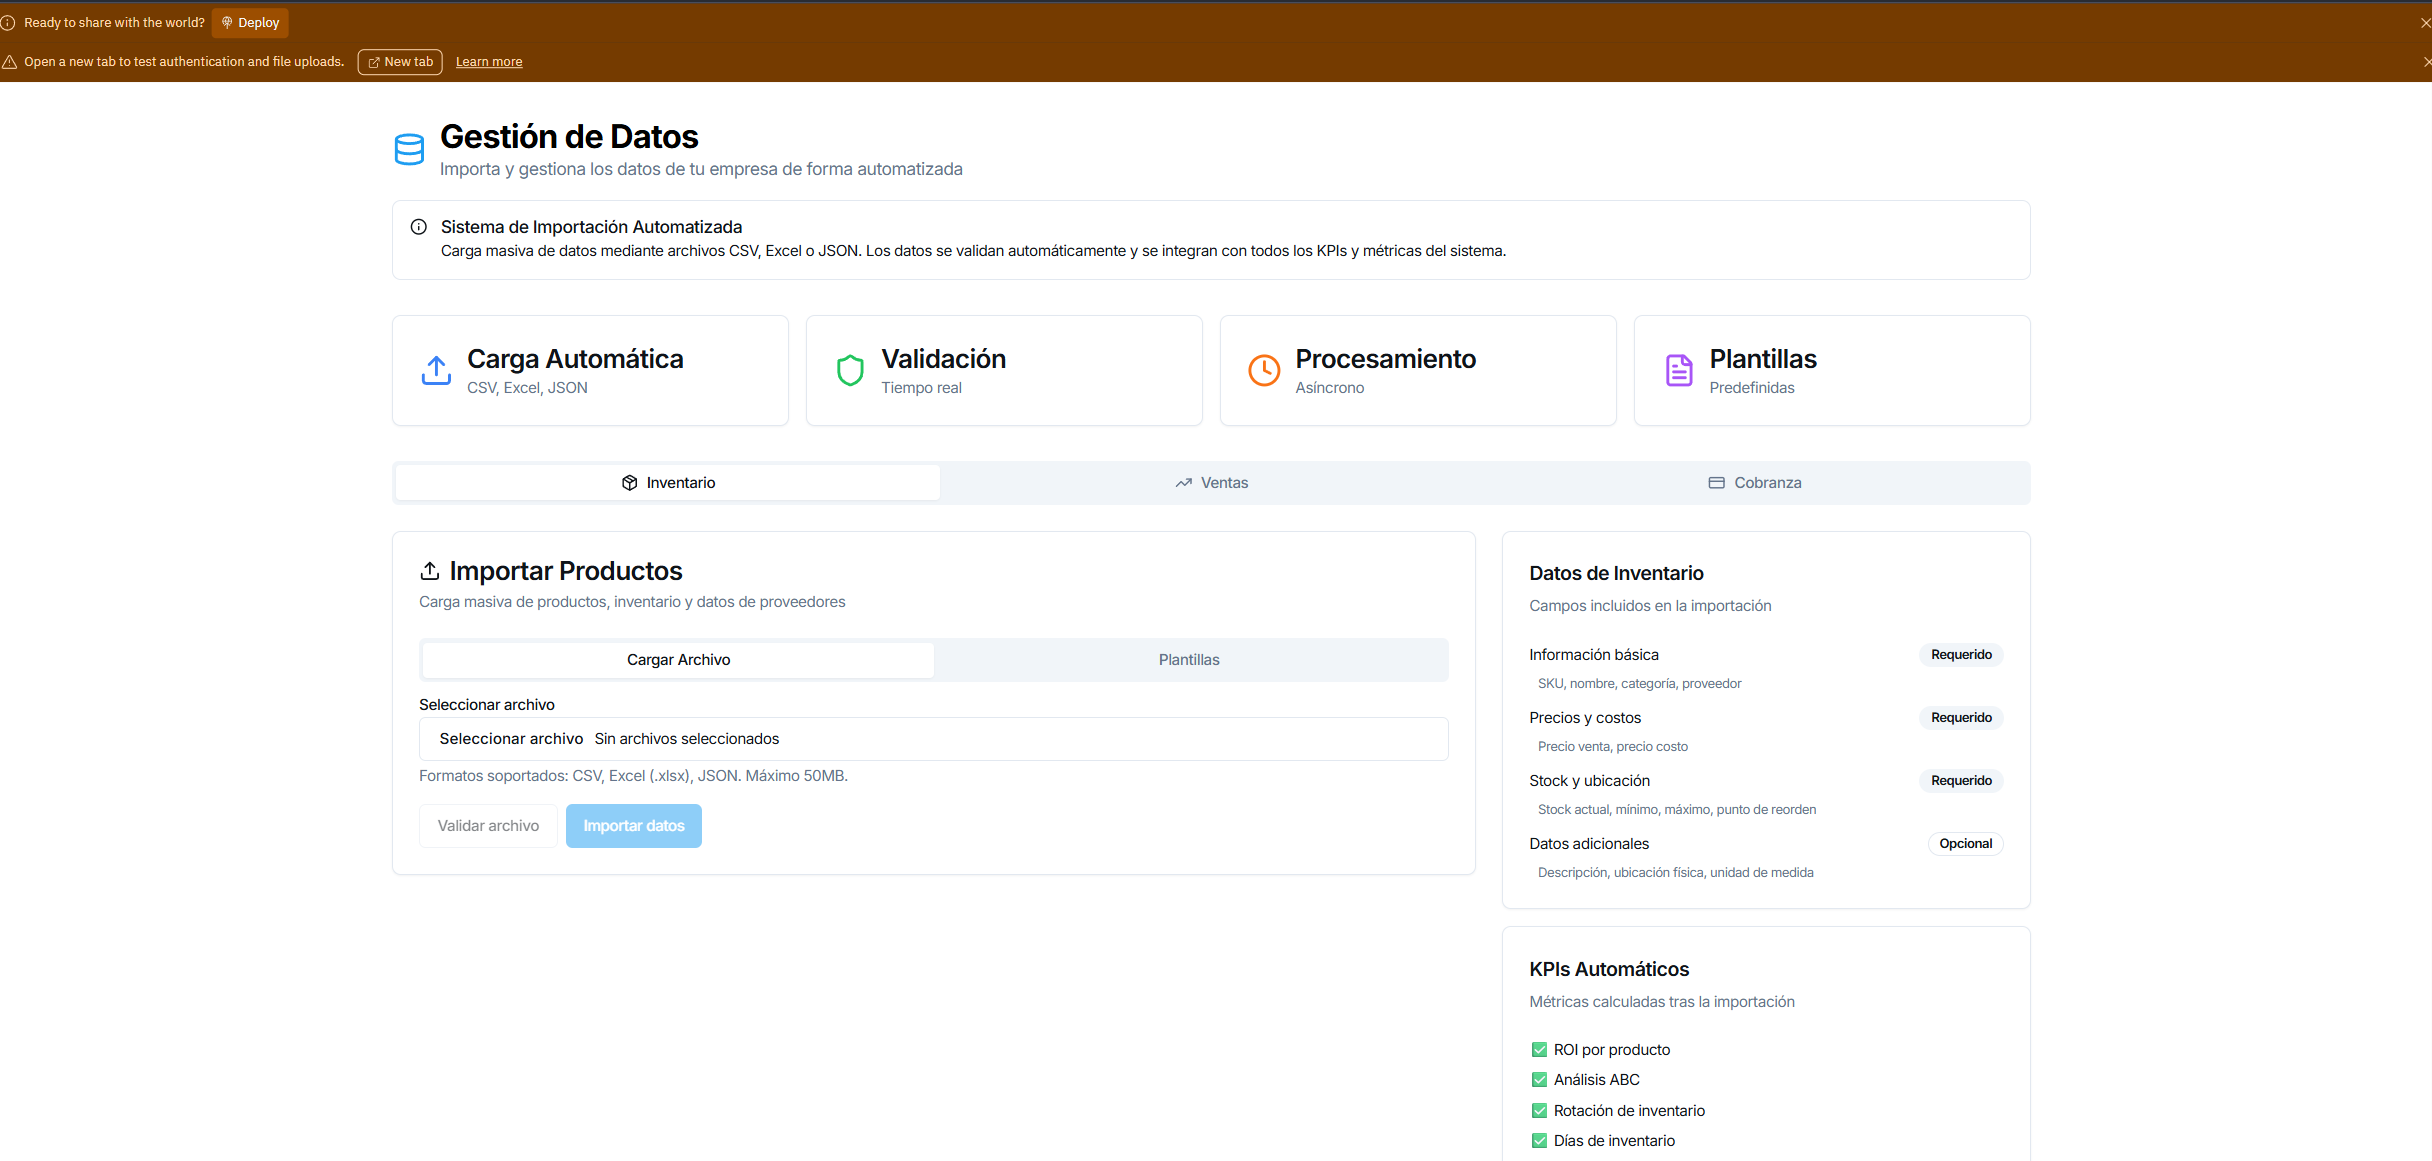 Ready to share with the world? Deploy
Open a new tab to test authentication and file uploads. New tab Learn more
Gestión de Datos
Importa y gestiona los datos de tu empresa de forma automatizada
Sistema de Importación Automatizada
Carga masiva de datos mediante archivos CSV, Excel o JSON. Los datos se validan automáticamente y se integran con todos los KPIs y métricas del sistema.
Carga Automática
CSV, Excel, JSON
Validación
Tiempo real
Procesamiento
Asíncrono
Plantillas
Predefinidas
Inventario
Ventas
Cobranza
Importar Productos
Carga masiva de productos, inventario y datos de proveedores
Cargar Archivo
Plantillas
Seleccionar archivo
Seleccionar archivo Sin archivos seleccionados
Formatos soportados: CSV, Excel (.xlsx), JSON. Máximo 50MB.
Validar archivo
Importar datos
Datos de Inventario
Campos incluidos en la importación
Información básica Requerido
SKU, nombre, categoría, proveedor
Precios y costos Requerido
Precio venta, precio costo
Stock y ubicación Requerido
Stock actual, mínimo, máximo, punto de reorden
Datos adicionales Opcional
Descripción, ubicación física, unidad de medida
KPIs Automáticos
Métricas calculadas tras la importación
ROI por producto
Análisis ABC
Rotación de inventario
Días de inventario